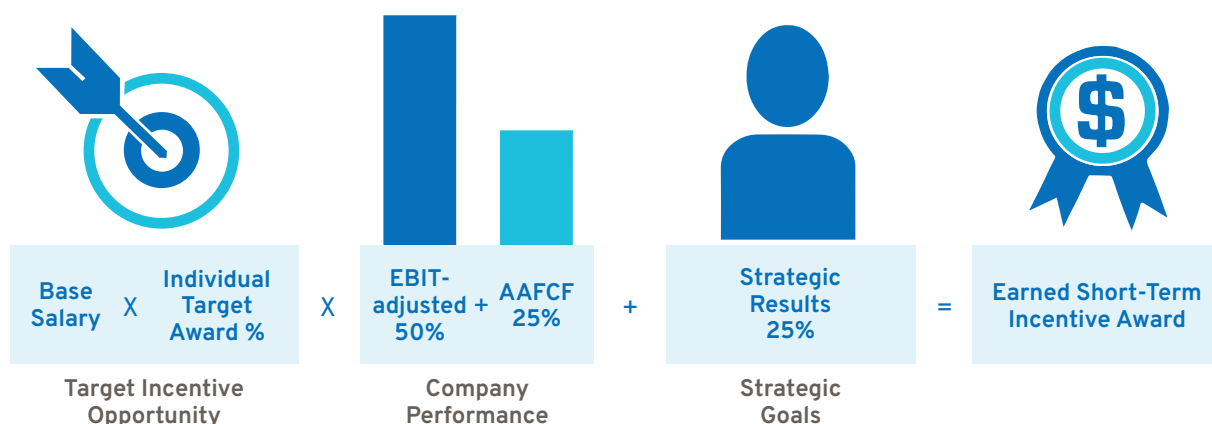 $
Base
Salary
X
Individual
Target
Award %
X
EBIT-
adjusted
50%
+
AAFCF
25%
+
Strategic
Results
25%
=
Earned Short-Term
Incentive Award
Target Incentive
Opportunity
Company
Performance
Strategic
Goals